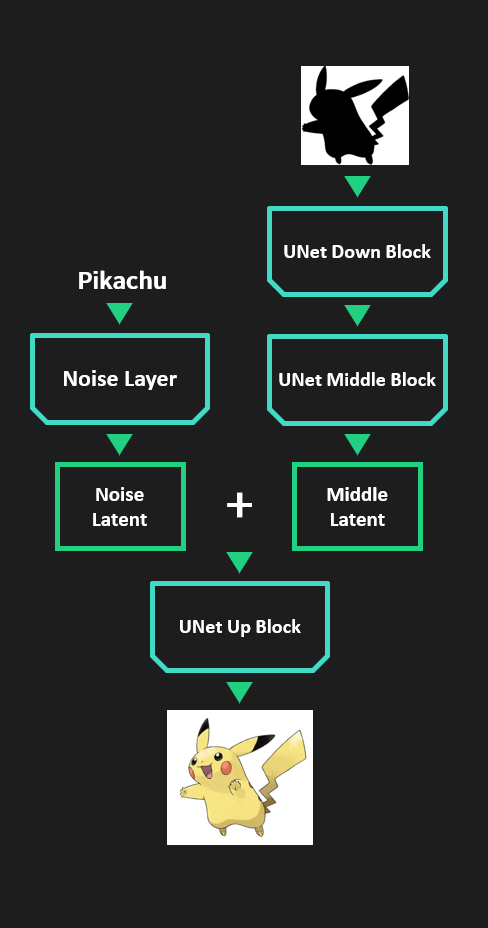 UNet Down Block
Pikachu
Noise Layer
UNet Middle Block
Noise
Latent
+
Middle
Latent
UNet Up Block